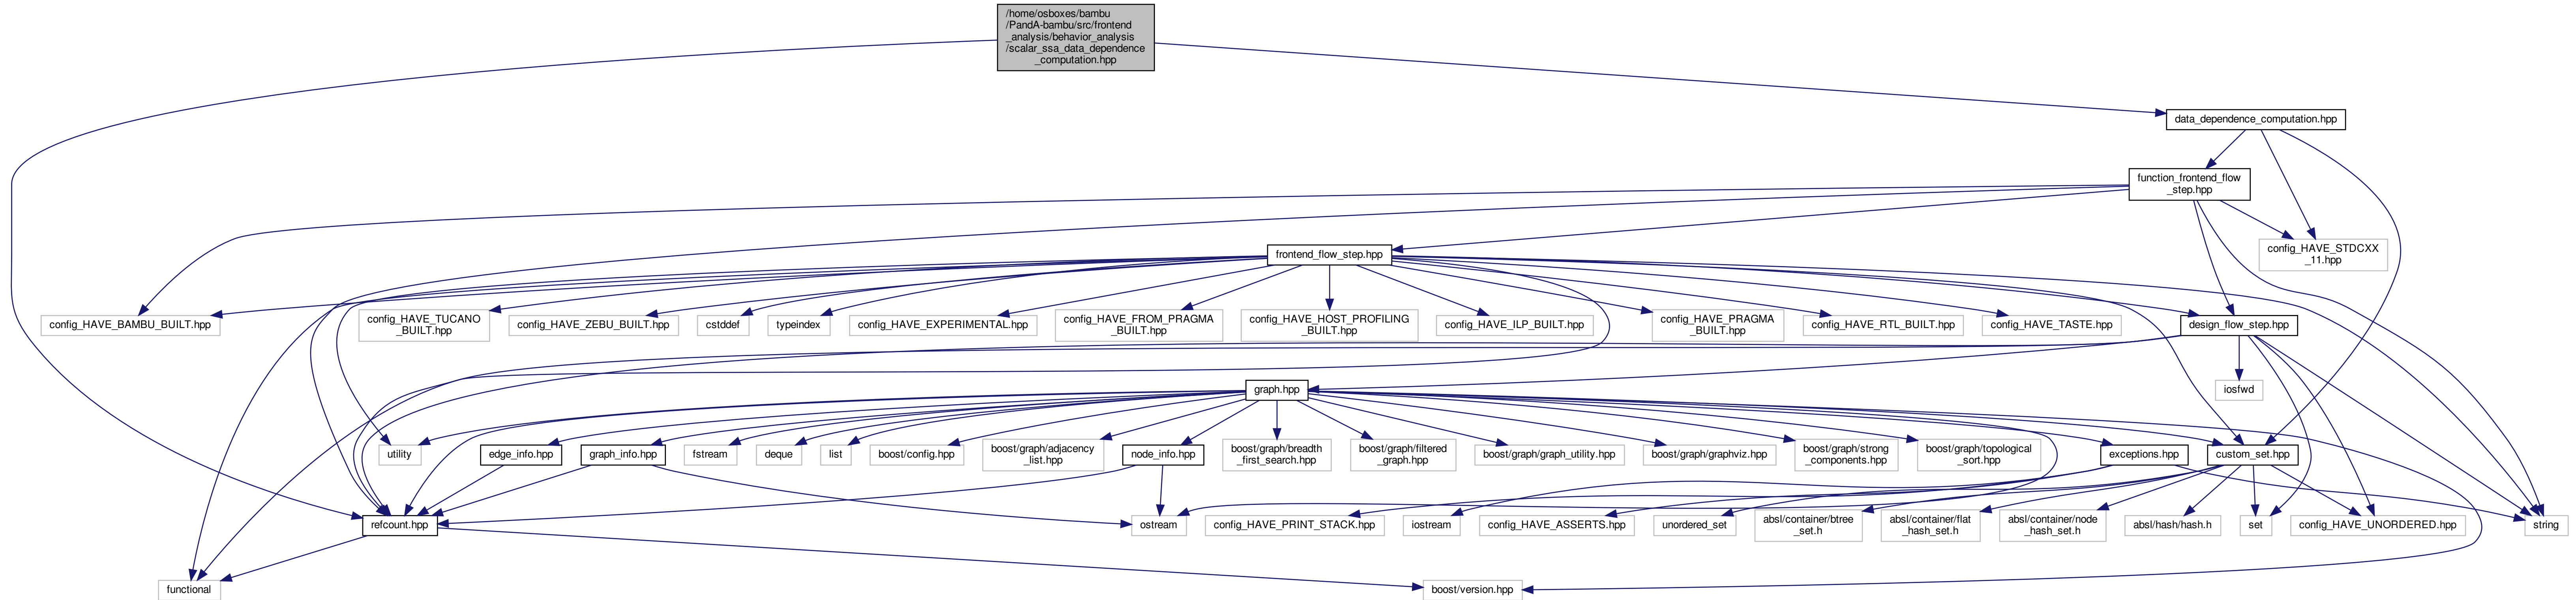 /home/osboxes/bambu
/PandA-bambu/src/frontend
_analysis/behavior_analysis
/scalar_ssa_data_dependence
_computation.hpp
data_dependence_computation.hpp
function_frontend_flow
_step.hpp
config_HAVE_STDCXX
_11.hpp
frontend_flow_step.hpp
config_HAVE_BAMBU_BUILT.hpp
config_HAVE_TUCANO
_BUILT.hpp
config_HAVE_ZEBU_BUILT.hpp
cstddef
typeindex
config_HAVE_EXPERIMENTAL.hpp
config_HAVE_FROM_PRAGMA
_BUILT.hpp
config_HAVE_HOST_PROFILING
_BUILT.hpp
config_HAVE_ILP_BUILT.hpp
config_HAVE_PRAGMA
_BUILT.hpp
config_HAVE_RTL_BUILT.hpp
config_HAVE_TASTE.hpp
design_flow_step.hpp
graph.hpp
iosfwd
utility
edge_info.hpp
graph_info.hpp
fstream
deque
list
boost/config.hpp
boost/graph/adjacency
_list.hpp
node_info.hpp
boost/graph/breadth
_first_search.hpp
boost/graph/filtered
_graph.hpp
boost/graph/graph_utility.hpp
boost/graph/graphviz.hpp
boost/graph/strong
_components.hpp
boost/graph/topological
_sort.hpp
exceptions.hpp
custom_set.hpp
refcount.hpp
ostream
config_HAVE_PRINT_STACK.hpp
iostream
config_HAVE_ASSERTS.hpp
unordered_set
absl/container/btree
_set.h
absl/container/flat
_hash_set.h
absl/container/node
_hash_set.h
absl/hash/hash.h
set
config_HAVE_UNORDERED.hpp
string
functional
boost/version.hpp